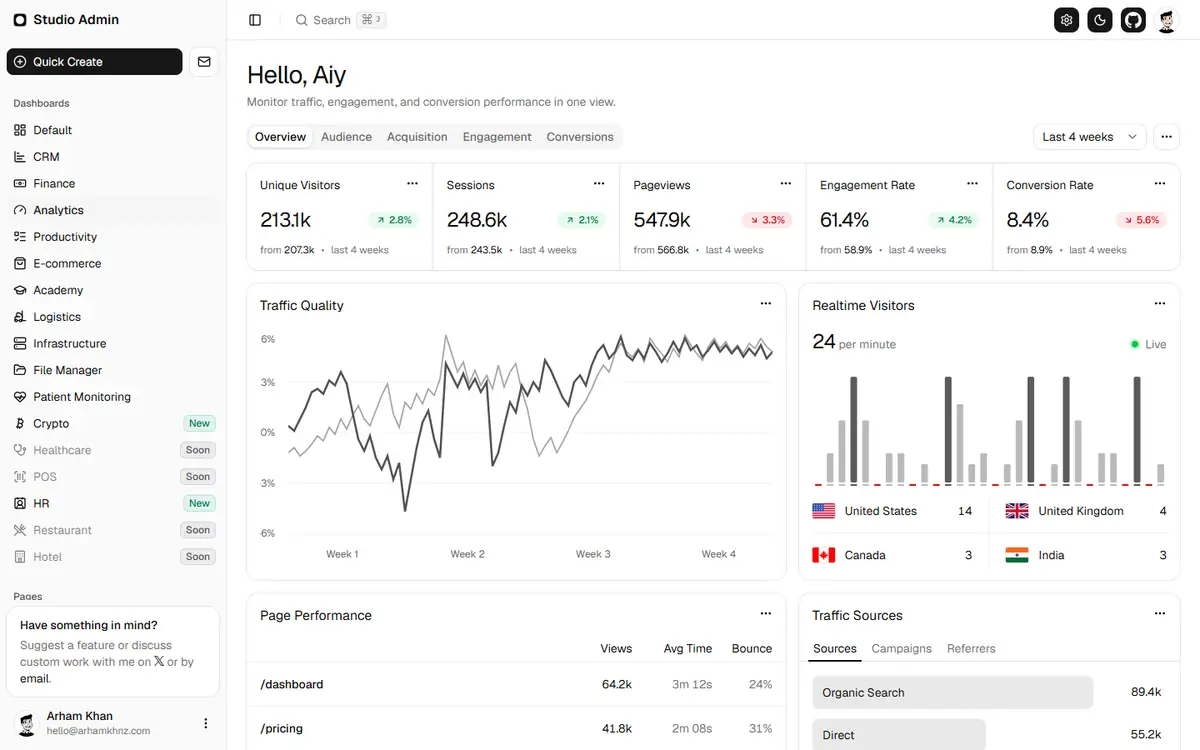 Studio Admin
Quick Create
Dashboards
Default
CRM
Finance
Analytics
Productivity
E-commerce
Academy
Logistics
Infrastructure
File Manager
Patient Monitoring
Crypto New
Healthcare Soon
POS Soon
HR New
Restaurant Soon
Hotel Soon
Pages
Have something in mind?
Suggest a feature or discuss
custom work with me on 𝕏 or by
email.
Arham Khan
hello@arhamkhnz.com
Search ⌘ J
Hello, Aiy
Monitor traffic, engagement, and conversion performance in one view.
Overview Audience Acquisition Engagement Conversions
Last 4 weeks
Unique Visitors
213.1k 2.8%
from 207.3k • last 4 weeks
Sessions
248.6k 2.1%
from 243.5k • last 4 weeks
Pageviews
547.9k 3.3%
from 566.8k • last 4 weeks
Engagement Rate
61.4% 4.2%
from 58.9% • last 4 weeks
Conversion Rate
8.4% 5.6%
from 8.9% • last 4 weeks
Traffic Quality
6%
3%
0%
3%
6%
Week 1 Week 2 Week 3 Week 4
Realtime Visitors
24 per minute
Live
United States 14
United Kingdom 4
Canada 3
India 3
Page Performance
Views Avg Time Bounce
/dashboard 64.2k 3m 12s 24%
/pricing 41.8k 2m 08s 31%
Traffic Sources
Sources Campaigns Referrers
Organic Search 89.4k
Direct 55.2k